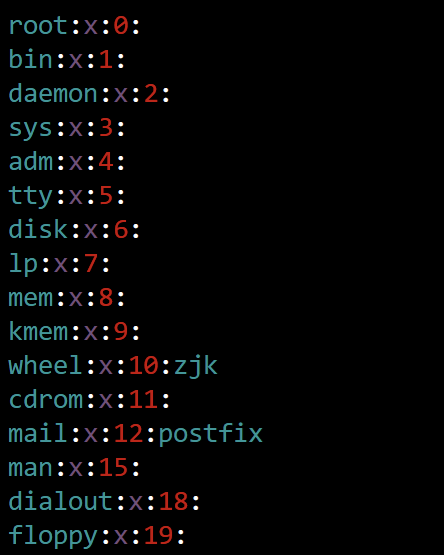 root:x:0:
bin:x:1:
daemon:x:2:
sys:x:3:
adm:x:4:
tty:x:5:
disk:x:6:
lp:x:7:
mem:x:8:
kmem:x:9:
wheel:x:10:zjk
cdrom:x:11:
mail:x:12:postfix
man:x:15:
dialout:x:18:
floppy:x:19: